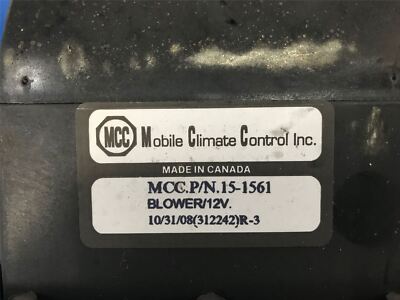 MCC Mobile Climate Control Inc.
MADE IN CANADA
MCC.P/N.15-1561
BLOWER/12V.
10/31/08(312242)R-3